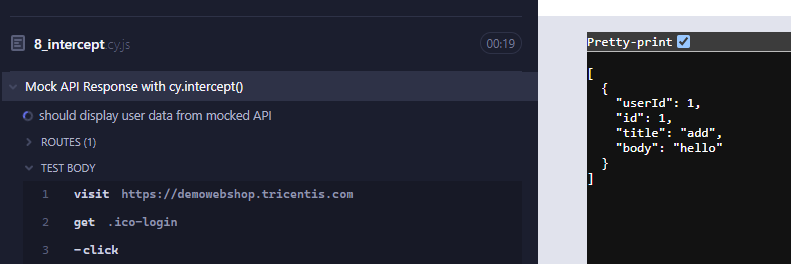 8_intercept.cy.js 00:19
Mock API Response with cy.intercept()
should display user data from mocked API
ROUTES (1)
TEST BODY
1 visit https://demowebshop.tricentis.com
2 get .ico-login
3 -click
Pretty-print
[
{
"userId": 1,
"id": 1,
"title": "add",
"body": "hello"
}
]